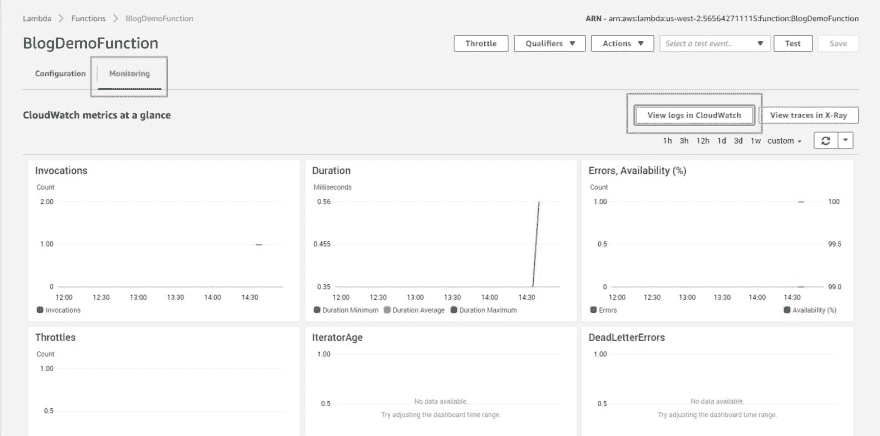 Lambda > Functions > BlogDemoFunction ARN - arn:aws:lambda:us-west-2:565642711115:function:BlogDemoFunction
BlogDemoFunction Throttle Qualifiers Actions Select a test event.. Test Save
Configuration Monitoring
CloudWatch metrics at a glance View logs in CloudWatch View traces in X-Ray
1h 3h 12h 1d 3d 1w custom
Invocations Duration Errors, Availability (%)
Count Milliseconds Count
2.00 0.56 1.00 100
1.00 0.455 0.5 99.5
0 0.35 0 99.0
12:00 12:30 13:00 13:30 14:00 14:30 12:00 12:30 13:00 13:30 14:00 14:30 12:00 12:30 13:00 13:30 14:00 14:30
Invocations Duration Minimum Duration Average Duration Maximum Errors Availability (%)
Throttles IteratorAge DeadLetterErrors
Count 1.00 1.00
1.00
No data available. No data available.
0.5 0.5 0.5
Try adjusting the dashboard time range. Try adjusting the dashboard time range.